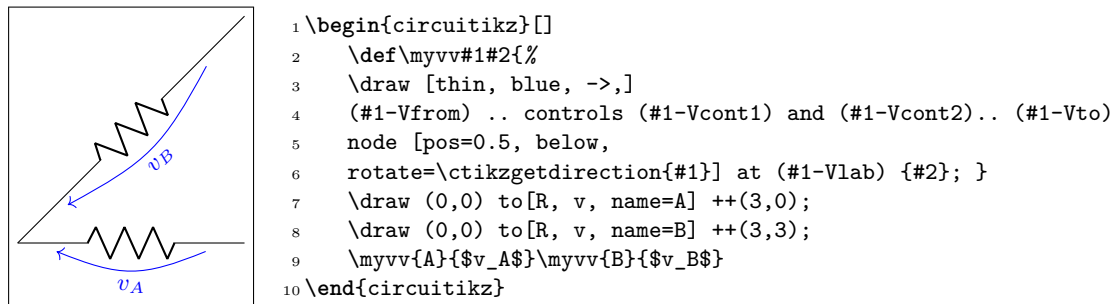 v_B
v_A
1 \begin{circuitikz}[]
2 \def\myvv#1#2{%
3 \draw [thin, blue, ->,]
4 (#1-Vfrom) .. controls (#1-Vcont1) and (#1-Vcont2).. (#1-Vto)
5 node [pos=0.5, below,
6 rotate=\ctikzgetdirection{#1}] at (#1-Vlab) {#2}; }
7 \draw (0,0) to[R, v, name=A] ++(3,0);
8 \draw (0,0) to[R, v, name=B] ++(3,3);
9 \myvv{A}{$v_A$}\myvv{B}{$v_B$}
10 \end{circuitikz}